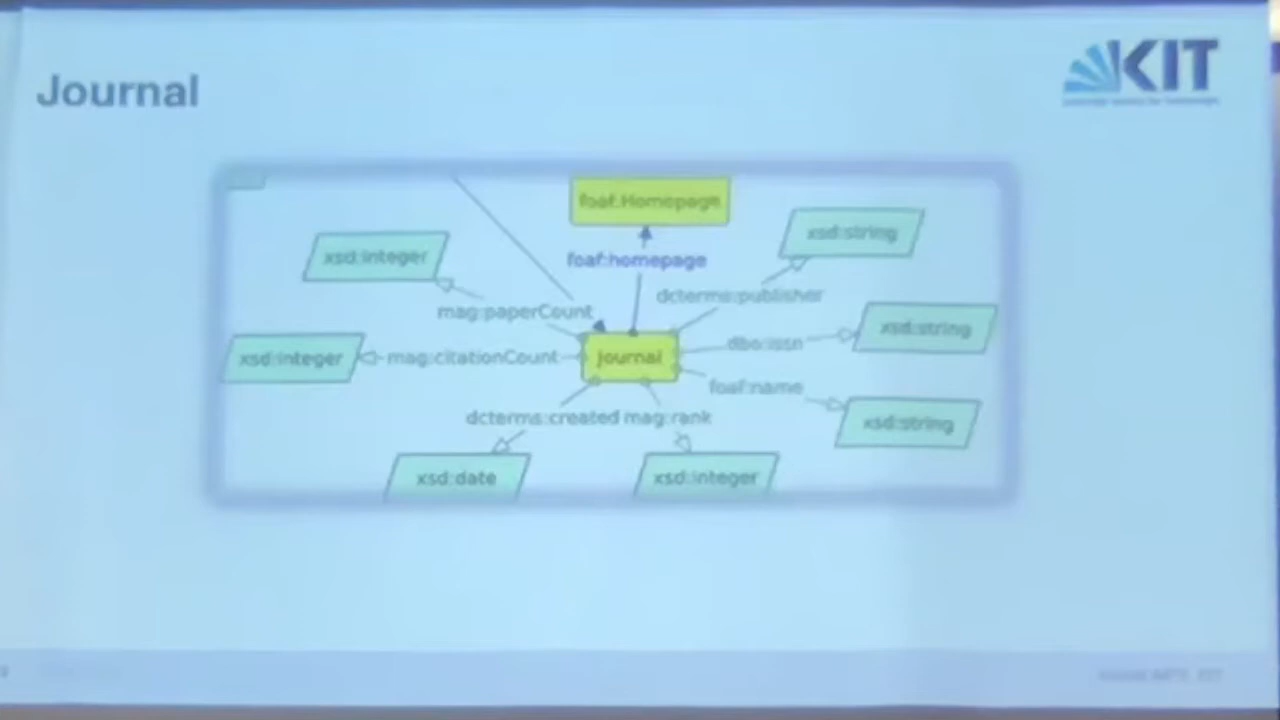 Journal
KIT
foaf:Homepage
xsd:string
xsd:integer
foaf:homepage
dcterms:publisher
mag:paperCount
xsd:string
dbo:issn
xsd:integer
mag:citationCount
Journal
foaf:name
xsd:string
dcterms:created
mag:rank
xsd:date
xsd:integer